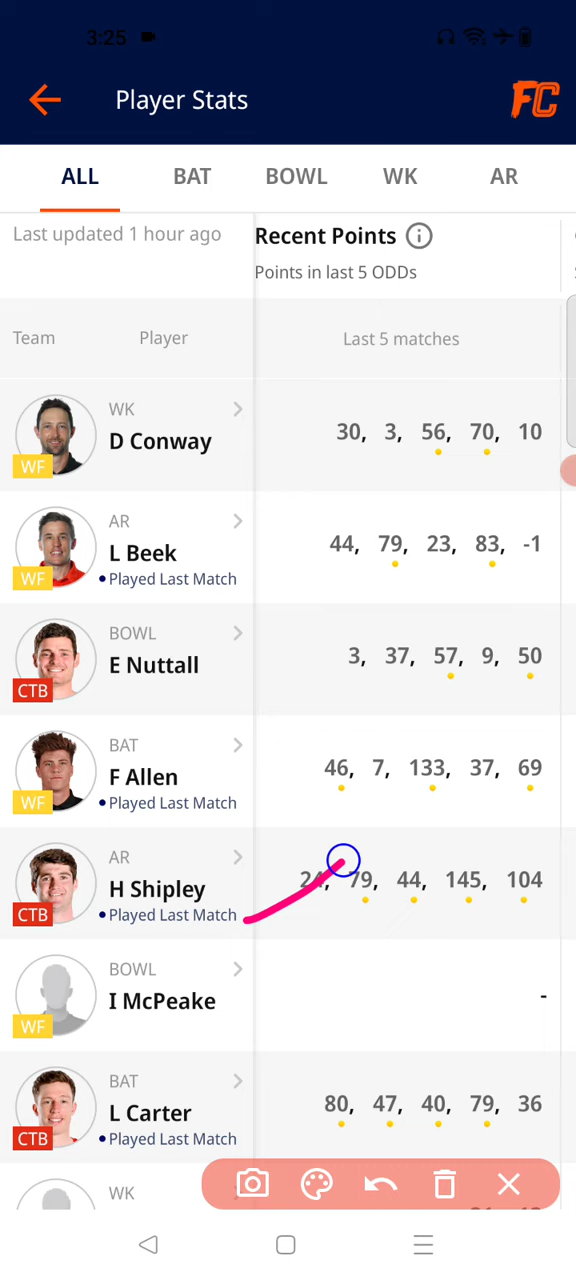 3:25
Player Stats
FC
ALL BAT BOWL WK AR
Last updated 1 hour ago
Recent Points
Points in last 5 ODDs
Team Player Last 5 matches
WK
D Conway
WF
30, 3, 56, 70, 10
AR
L Beek
WF
Played Last Match
44, 79, 23, 83, -1
BOWL
E Nuttall
CTB
3, 37, 57, 9, 50
BAT
F Allen
WF
Played Last Match
46, 7, 133, 37, 69
AR
H Shipley
CTB
Played Last Match
24, 79, 44, 145, 104
BOWL
I McPeake
WF
-
BAT
L Carter
CTB
Played Last Match
80, 47, 40, 79, 36
WK